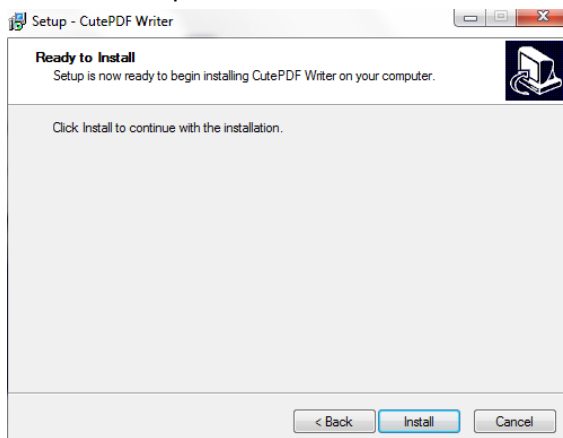 Setup - CutePDF Writer
Ready to Install
Setup is now ready to begin installing CutePDF Writer on your computer.
Click Install to continue with the installation.
< Back
Install
Cancel